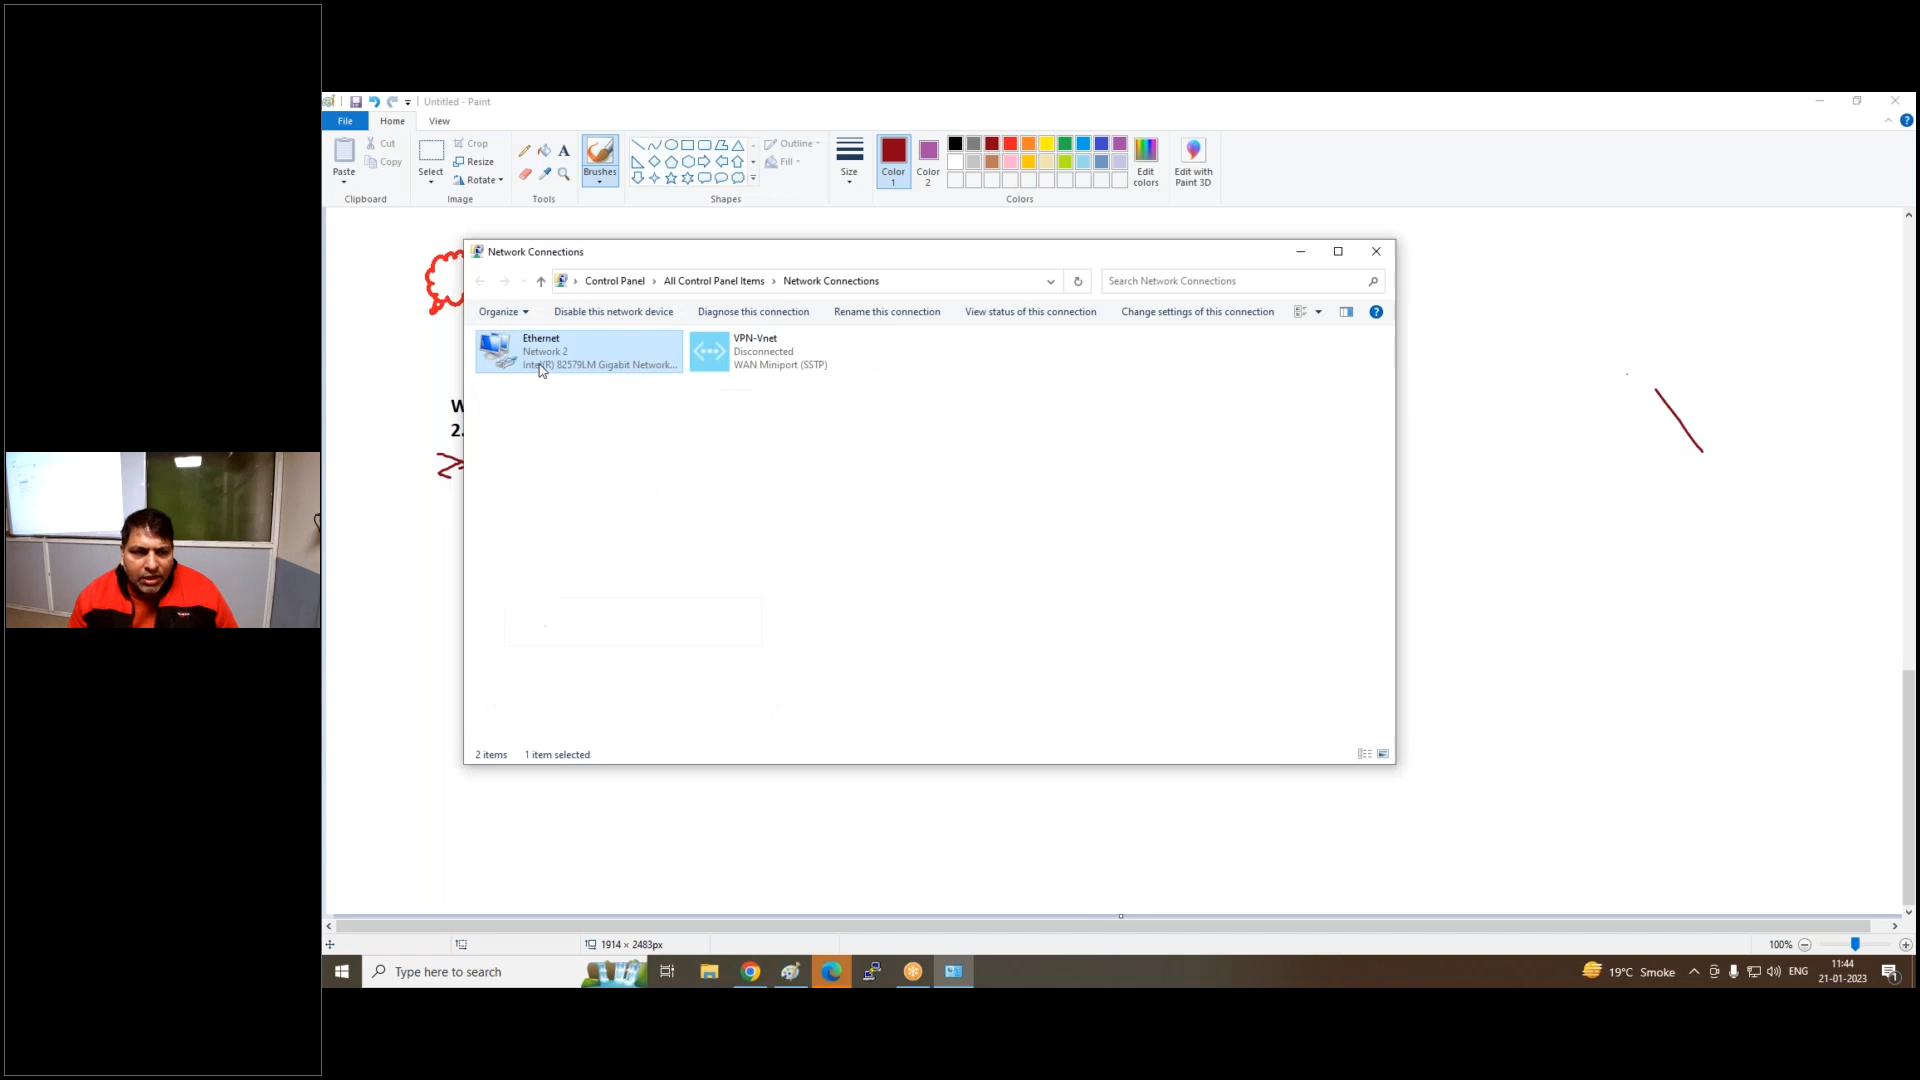 Untitled - Paint
File Home View
Paste
Cut
Copy
Clipboard
Select
Crop
Resize
Rotate
Image
Tools
Brushes
Shapes
Outline
Fill
Size
Color 1
Color 2
Edit colors
Colors
Edit with Paint 3D
Network Connections
Control Panel > All Control Panel Items > Network Connections
Search Network Connections
Organize
Disable this network device
Diagnose this connection
Rename this connection
View status of this connection
Change settings of this connection
Ethernet
Network 2
Intel(R) 82579LM Gigabit Network...
VPN-Vnet
Disconnected
WAN Miniport (SSTP)
W
2.
2 items 1 item selected
1914 × 2483px
100%
Type here to search
19°C Smoke
ENG
11:44
21-01-2023
1